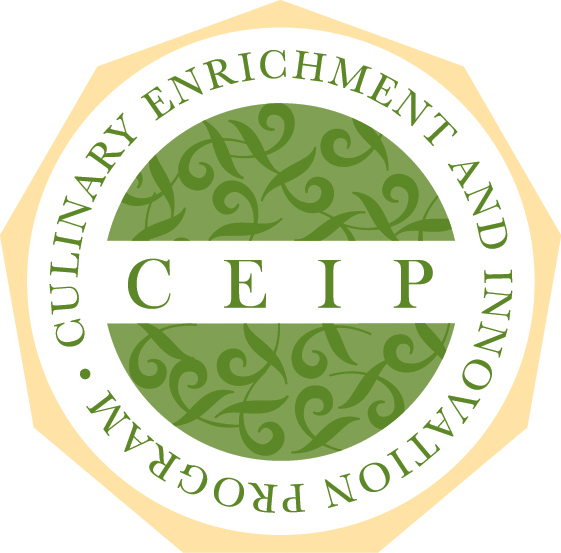 CULINARY ENRICHMENT AND INNOVATION PROGRAM •
CEIP